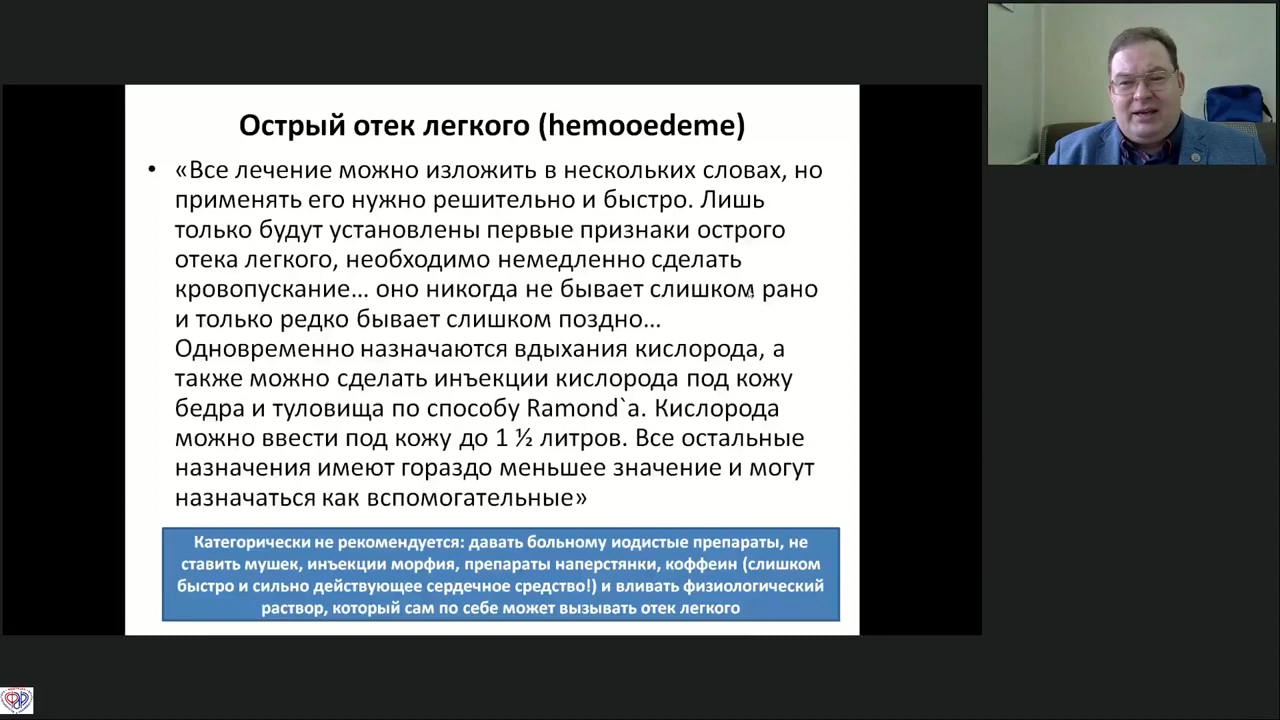 Острый отек легкого (hemooedeme)
• «Все лечение можно изложить в нескольких словах, но
применять его нужно решительно и быстро. Лишь
только будут установлены первые признаки острого
отека легкого, необходимо немедленно сделать
кровопускание... оно никогда не бывает слишком рано
и только редко бывает слишком поздно...
Одновременно назначаются вдыхания кислорода, а
также можно сделать инъекции кислорода под кожу
бедра и туловища по способу Ramond`a. Кислорода
можно ввести под кожу до 1 ½ литров. Все остальные
назначения имеют гораздо меньшее значение и могут
назначаться как вспомогательные»
Категорически не рекомендуется: давать больному иодистые препараты, не
ставить мушек, инъекции морфия, препараты наперстянки, коффеин (слишком
быстро и сильно действующее сердечное средство!) и вливать физиологический
раствор, который сам по себе может вызывать отек легкого